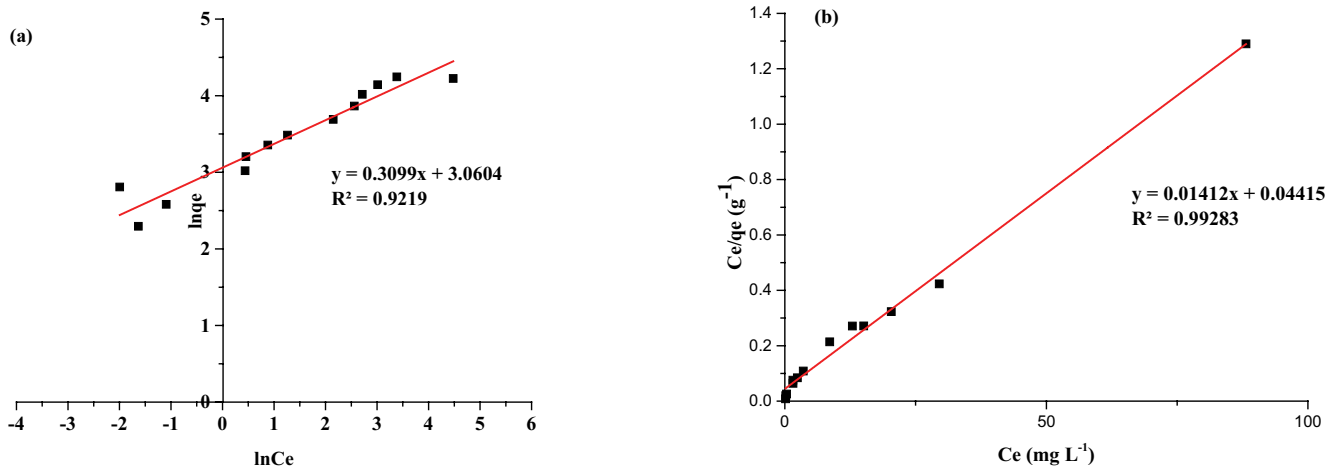 (a)
5
4
3
2
1
0
lnqe
y = 0.3099x + 3.0604
R² = 0.9219
-4 -3 -2 -1 0 1 2 3 4 5 6
lnCe
(b)
1.4
1.2
1.0
0.8
0.6
0.4
0.2
0.0
Ce/qe (g⁻¹)
y = 0.01412x + 0.04415
R² = 0.99283
0 50 100
Ce (mg L⁻¹)